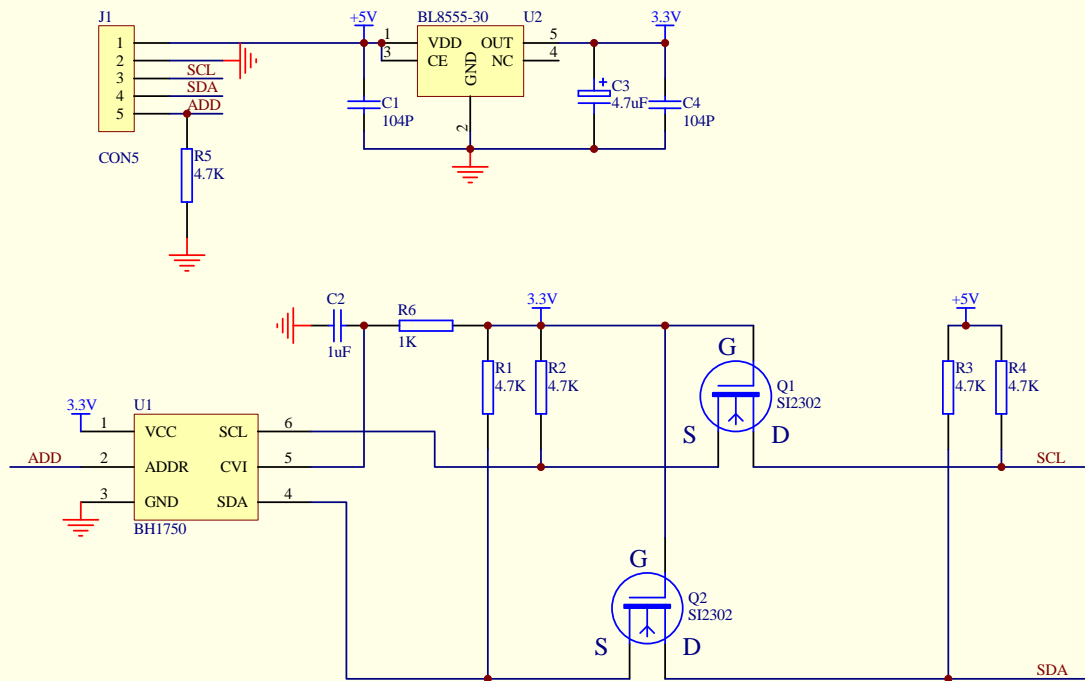 J1
+5V
BL8555-30
U2
3.3V
1
2
3
4
5
SCL
SDA
ADD
CON5
R5
4.7K
1
3
VDD
CE
GND
OUT
NC
5
4
2
C1
104P
C3
+
4.7uF
C4
104P
C2
1uF
R6
1K
3.3V
+5V
R1
4.7K
R2
4.7K
G
Q1
SI2302
S
D
R3
4.7K
R4
4.7K
3.3V
U1
1
VCC
SCL
6
ADD
2
ADDR
CVI
5
3
GND
SDA
4
BH1750
SCL
G
Q2
SI2302
S
D
SDA